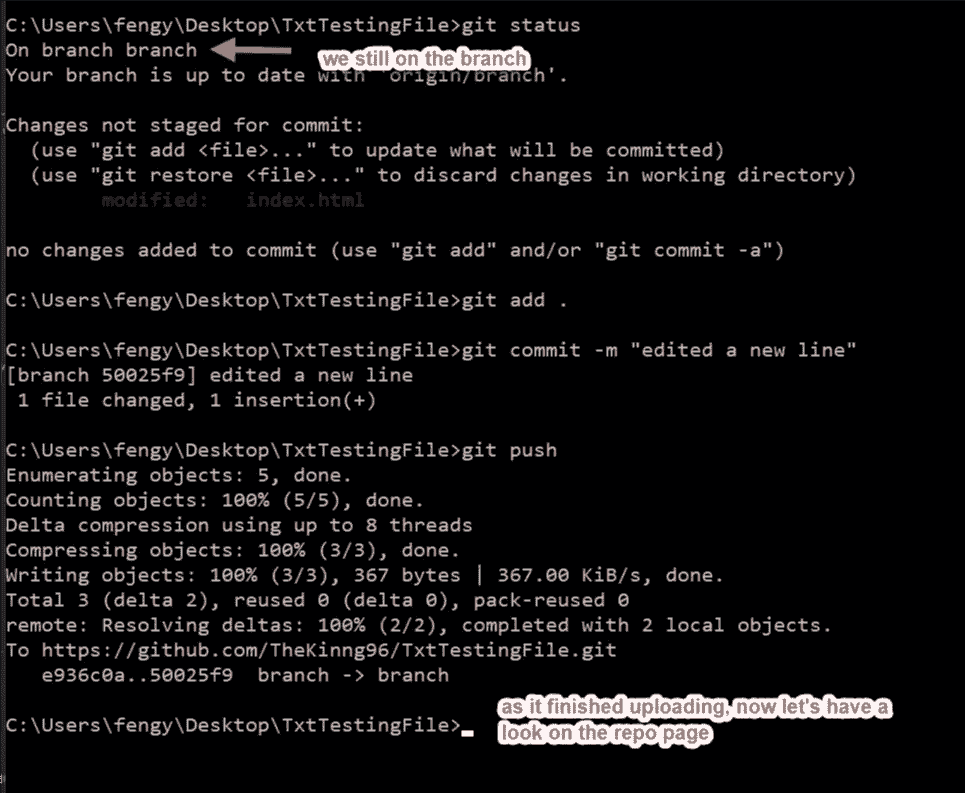 C:\Users\fengy\Desktop\TxtTestingFile>git status
On branch branch
we still on the branch
Your branch is up to date with 'origin/branch'.
Changes not staged for commit:
(use "git add <file>..." to update what will be committed)
(use "git restore <file>..." to discard changes in working directory)
modified: index.html
no changes added to commit (use "git add" and/or "git commit -a")
C:\Users\fengy\Desktop\TxtTestingFile>git add .
C:\Users\fengy\Desktop\TxtTestingFile>git commit -m "edited a new line"
[branch 50025f9] edited a new line
1 file changed, 1 insertion(+)
C:\Users\fengy\Desktop\TxtTestingFile>git push
Enumerating objects: 5, done.
Counting objects: 100% (5/5), done.
Delta compression using up to 8 threads
Compressing objects: 100% (3/3), done.
Writing objects: 100% (3/3), 367 bytes | 367.00 KiB/s, done.
Total 3 (delta 2), reused 0 (delta 0), pack-reused 0
remote: Resolving deltas: 100% (2/2), completed with 2 local objects.
To https://github.com/TheKinng96/TxtTestingFile.git
e936c0a..50025f9 branch -> branch
C:\Users\fengy\Desktop\TxtTestingFile>
as it finished uploading, now let's have a
look on the repo page